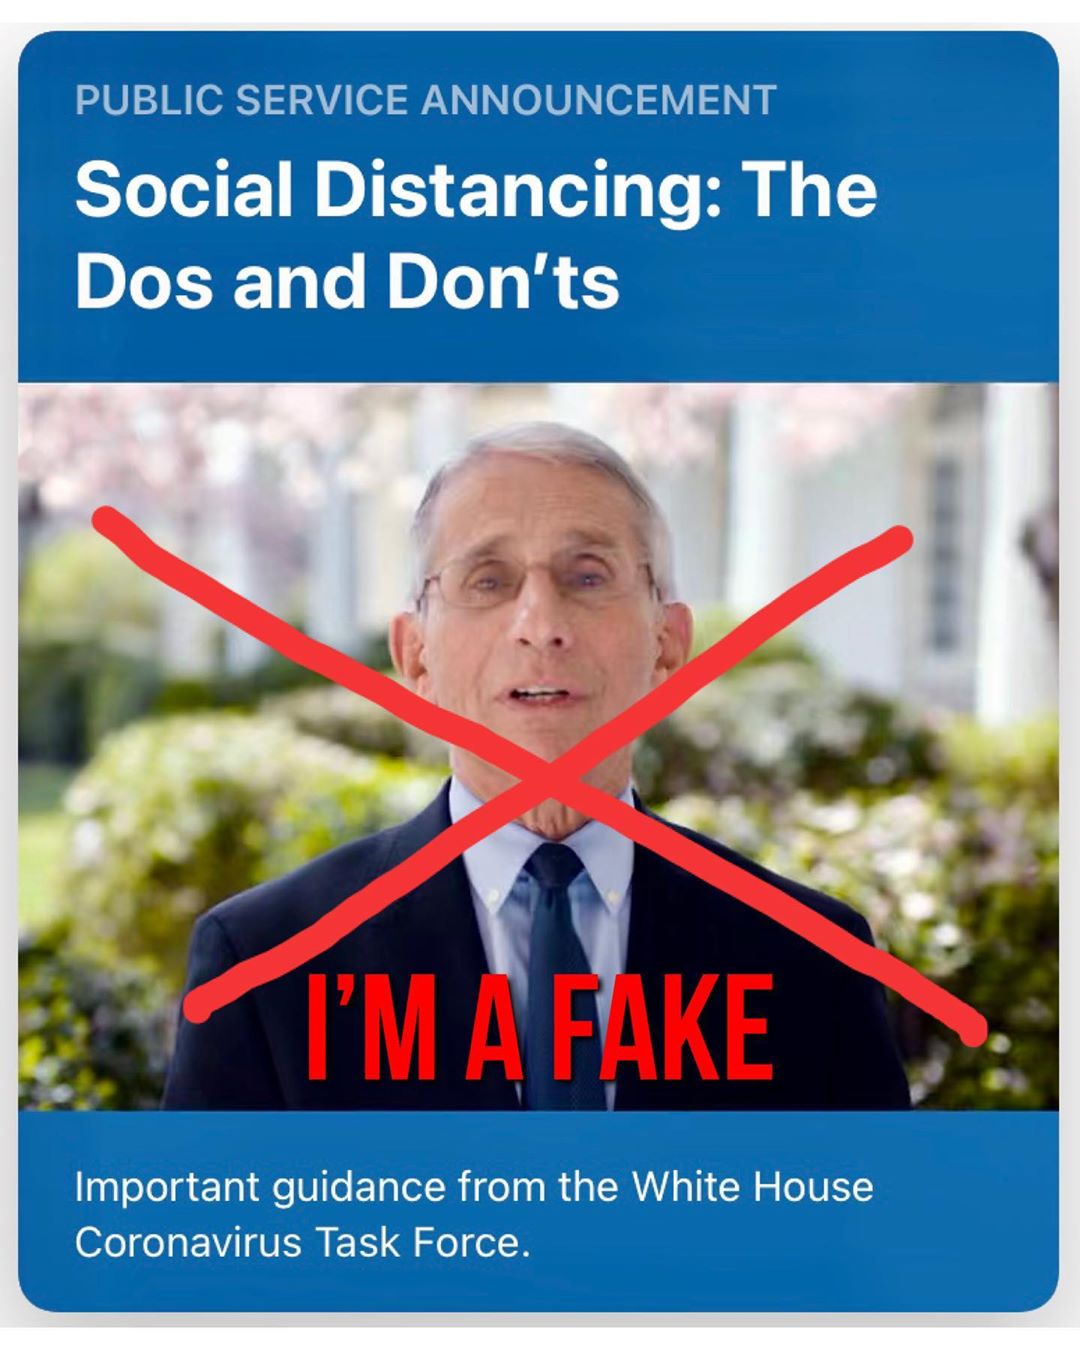 PUBLIC SERVICE ANNOUNCEMENT
Social Distancing: The
Dos and Don’ts
I’M A FAKE
Important guidance from the White House
Coronavirus Task Force.